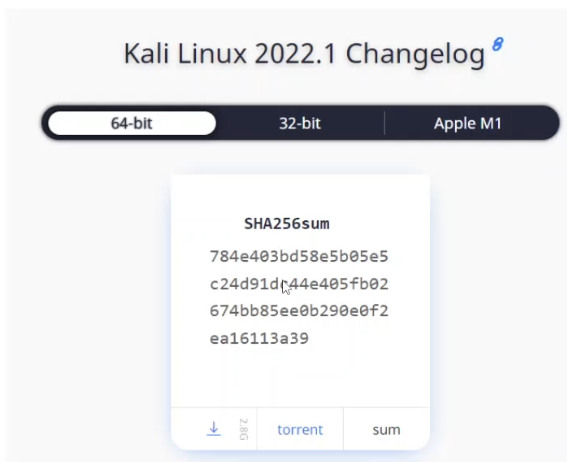 Kali Linux 2022.1 Changelog
64-bit
32-bit
Apple M1
SHA256sum
784e403bd58e5b05e5
674bb85ee0b290e0f2
ea16113a39
2.8G
torrent
sum